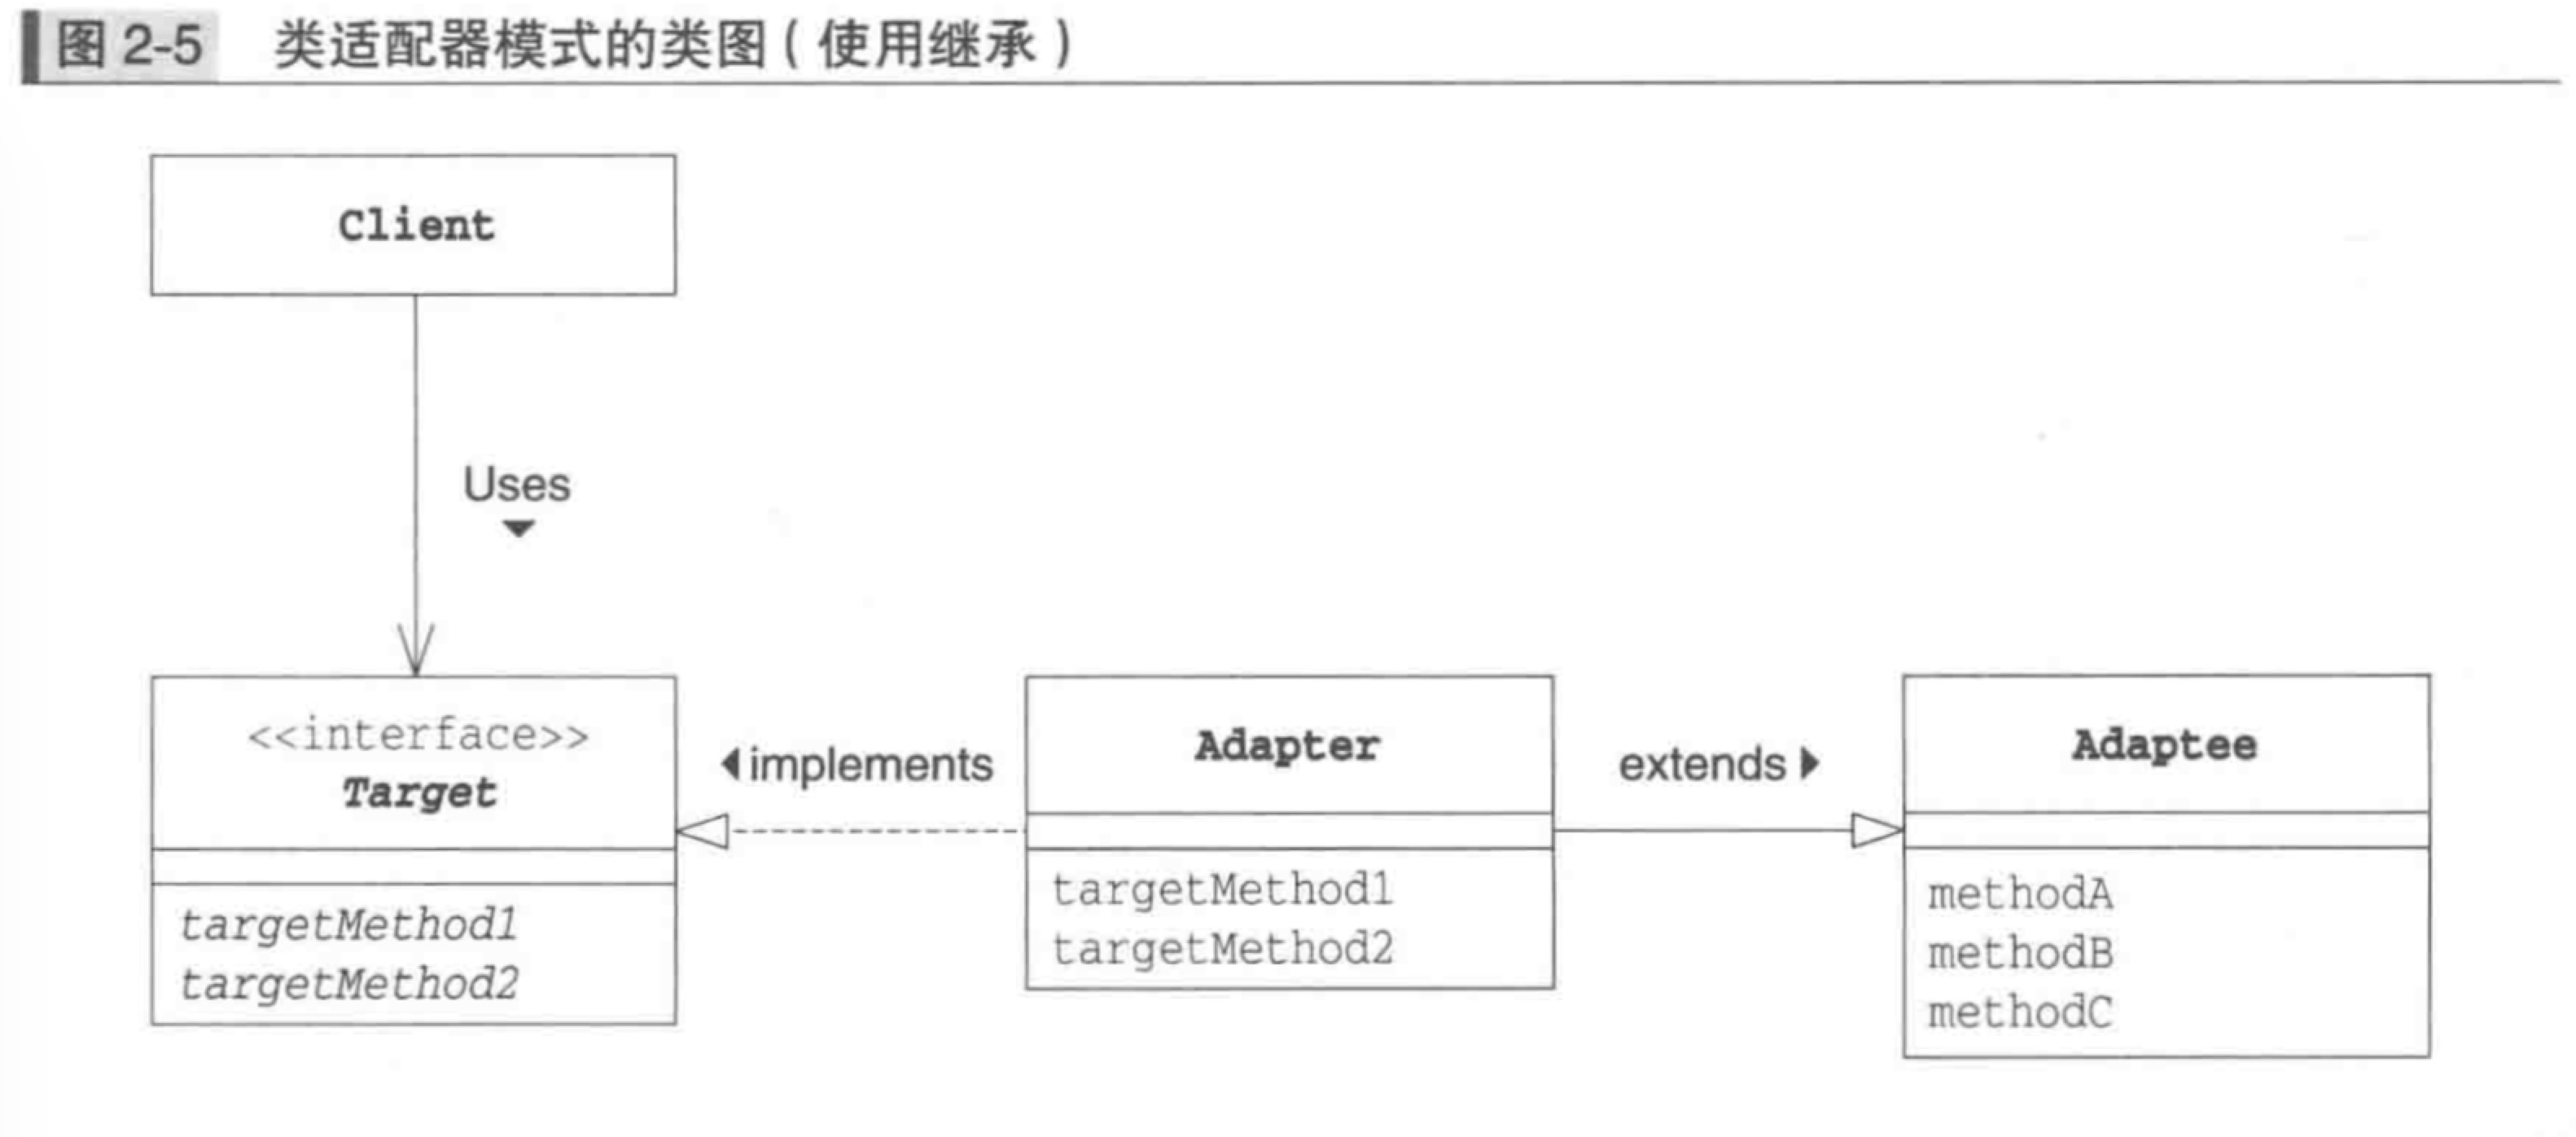 图 2-5 类适配器模式的类图（使用继承）
Client
Uses
<<interface>>
Target
targetMethod1
targetMethod2
implements
Adapter
targetMethod1
targetMethod2
extends
Adaptee
methodA
methodB
methodC